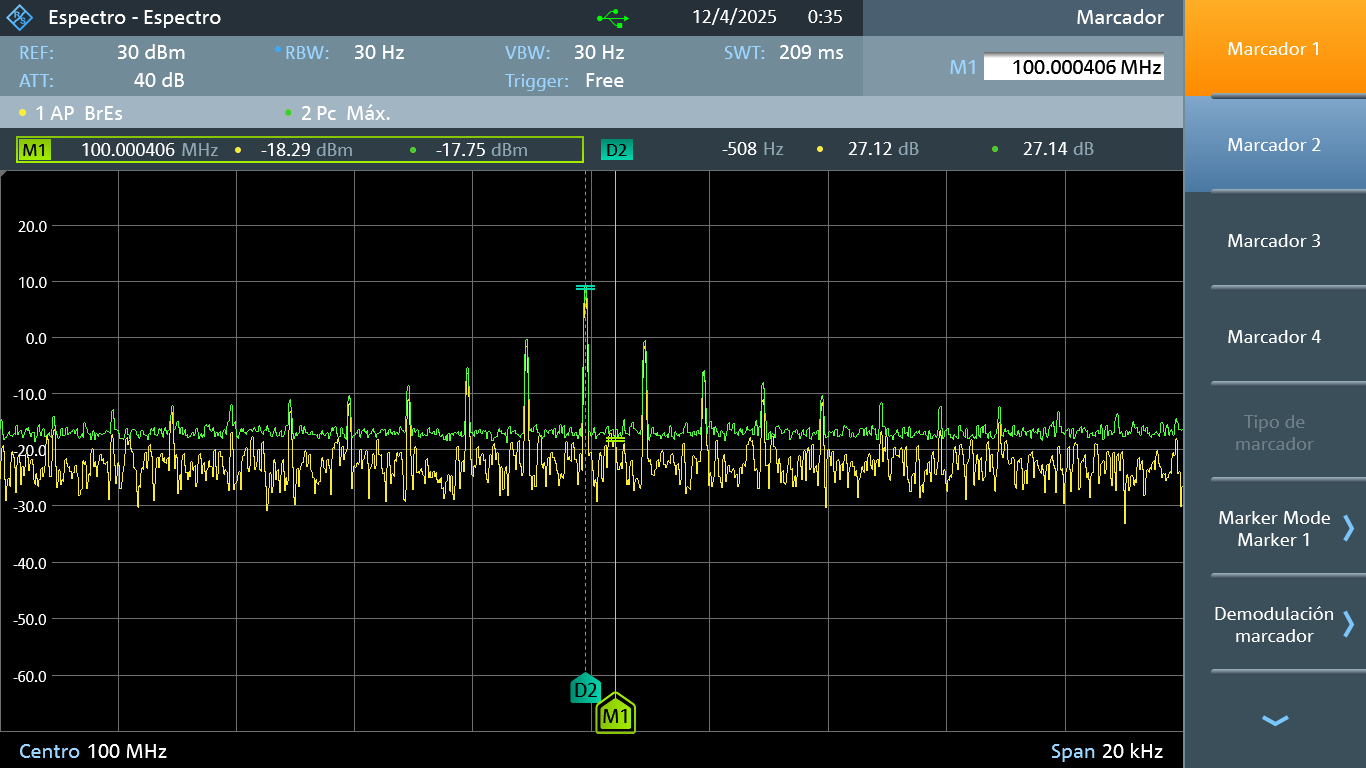 Espectro - Espectro 12/4/2025 0:35 Marcador
REF: 30 dBm RBW: 30 Hz VBW: 30 Hz SWT: 209 ms
ATT: 40 dB Trigger: Free
M1 100.000406 MHz
1 AP BrEs 2 Pc Máx.
M1 100.000406 MHz -18.29 dBm -17.75 dBm D2 -508 Hz 27.12 dB 27.14 dB
20.0
10.0
0.0
-10.0
-20.0
-30.0
-40.0
-50.0
-60.0
D2
M1
Centro 100 MHz Span 20 kHz
Marcador 1
Marcador 2
Marcador 3
Marcador 4
Tipo de
marcador
Marker Mode
Marker 1
Demodulación
marcador